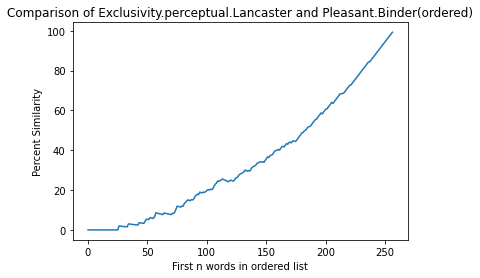 Comparison of Exclusivity.perceptual.Lancaster and Pleasant.Binder(ordered)
100
80
60
40
20
0
Percent Similarity
0 50 100 150 200 250
First n words in ordered list